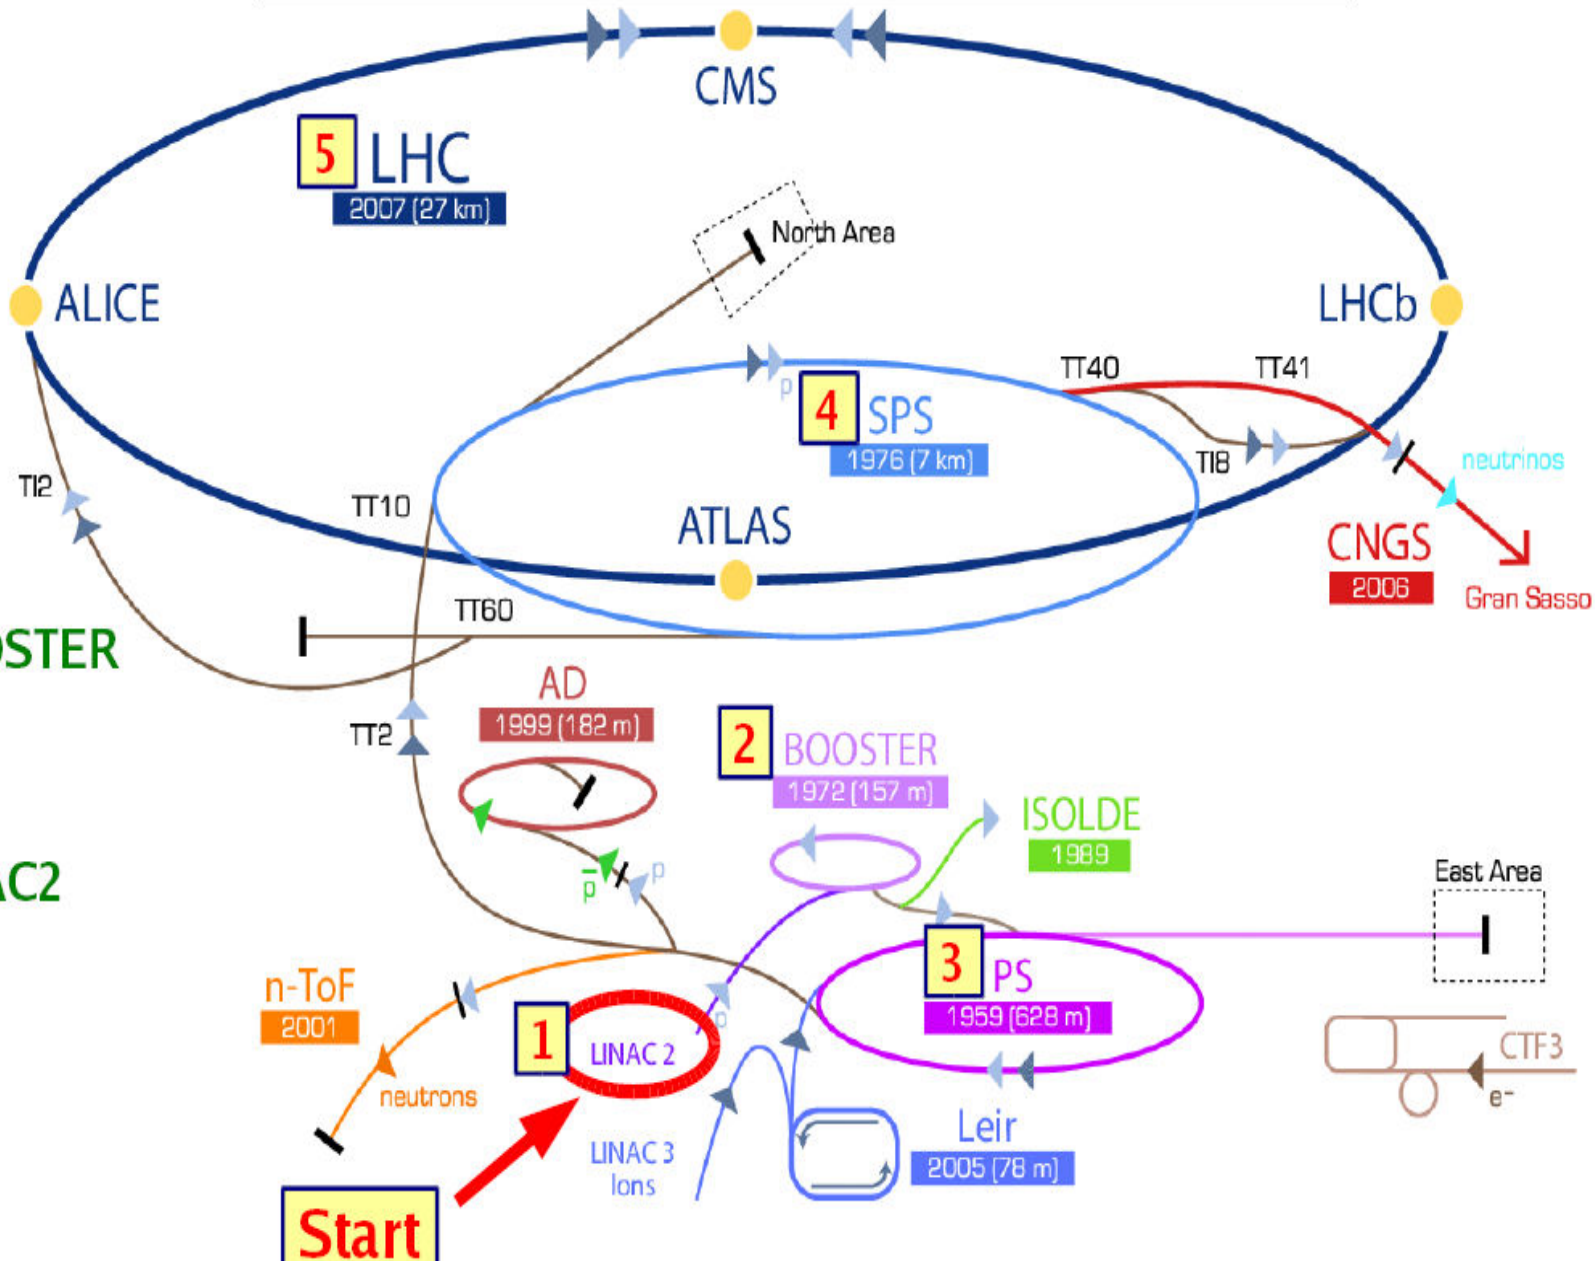 CMS
5 LHC
2007 (27 km)
North Area
ALICE
LHCb
TT40
TT41
p
4 SPS
1976 (7 km)
TI8
neutrinos
TI2
TT10
ATLAS
CNGS
2006
Gran Sasso
TT60
OSTER
AD
1999 (182 m)
TT2
2 BOOSTER
1972 (157 m)
ISOLDE
1989
p̅
p
AC2
East Area
3 PS
1959 (628 m)
n-ToF
2001
p
1 LINAC 2
CTF3
e-
neutrons
LINAC 3
Ions
Leir
2005 (78 m)
Start